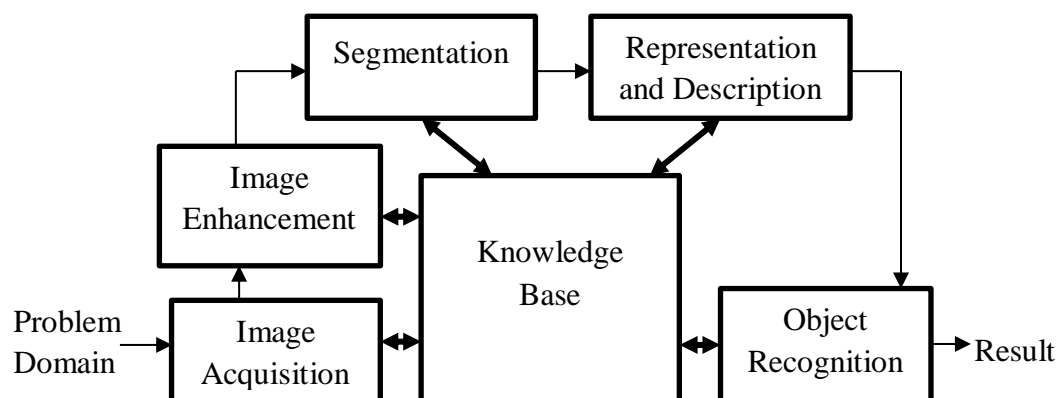 Segmentation
Representation
and Description
Image
Enhancement
Knowledge
Base
Problem
Domain
Image
Acquisition
Object
Recognition
Result